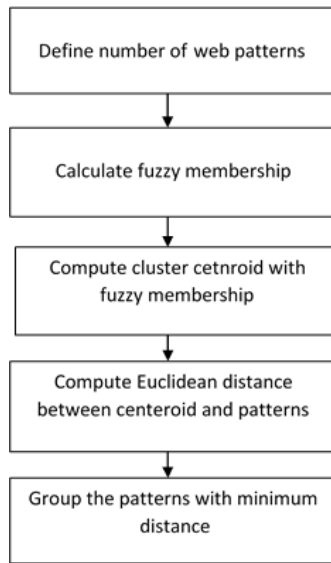 Define number of web patterns
Calculate fuzzy membership
Compute cluster cetnroid with
fuzzy membership
Compute Euclidean distance
between centeroid and patterns
Group the patterns with minimum
distance